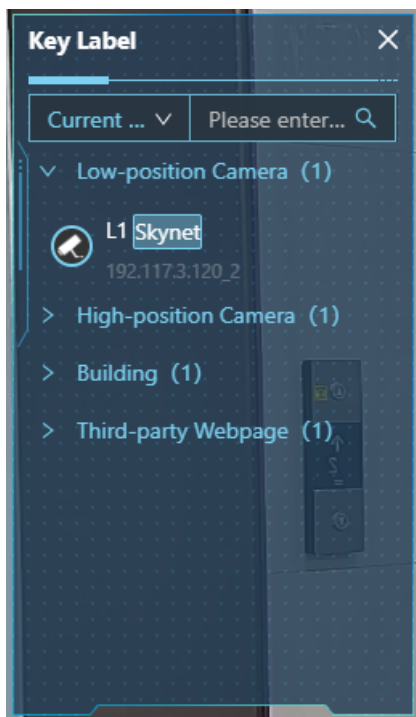 Key Label
Current ... Please enter...
Low-position Camera (1)
L1 Skynet
192.117.3.120_2
High-position Camera (1)
Building (1)
Third-party Webpage (1)